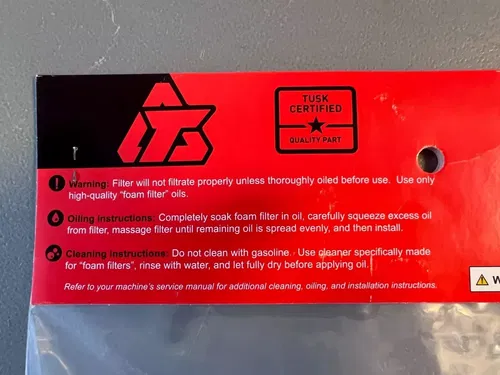 TUSK
CERTIFIED
QUALITY PART
Warning: Filter will not filtrate properly unless thoroughly oiled before use. Use only
high-quality “foam filter” oils.
Oiling instructions: Completely soak foam filter in oil, carefully squeeze excess oil
from filter, massage filter until remaining oil is spread evenly, and then install.
Cleaning instructions: Do not clean with gasoline. Use cleaner specifically made
for “foam filters”, rinse with water, and let fully dry before applying oil.
Refer to your machine’s service manual for additional cleaning, oiling, and installation instructions.